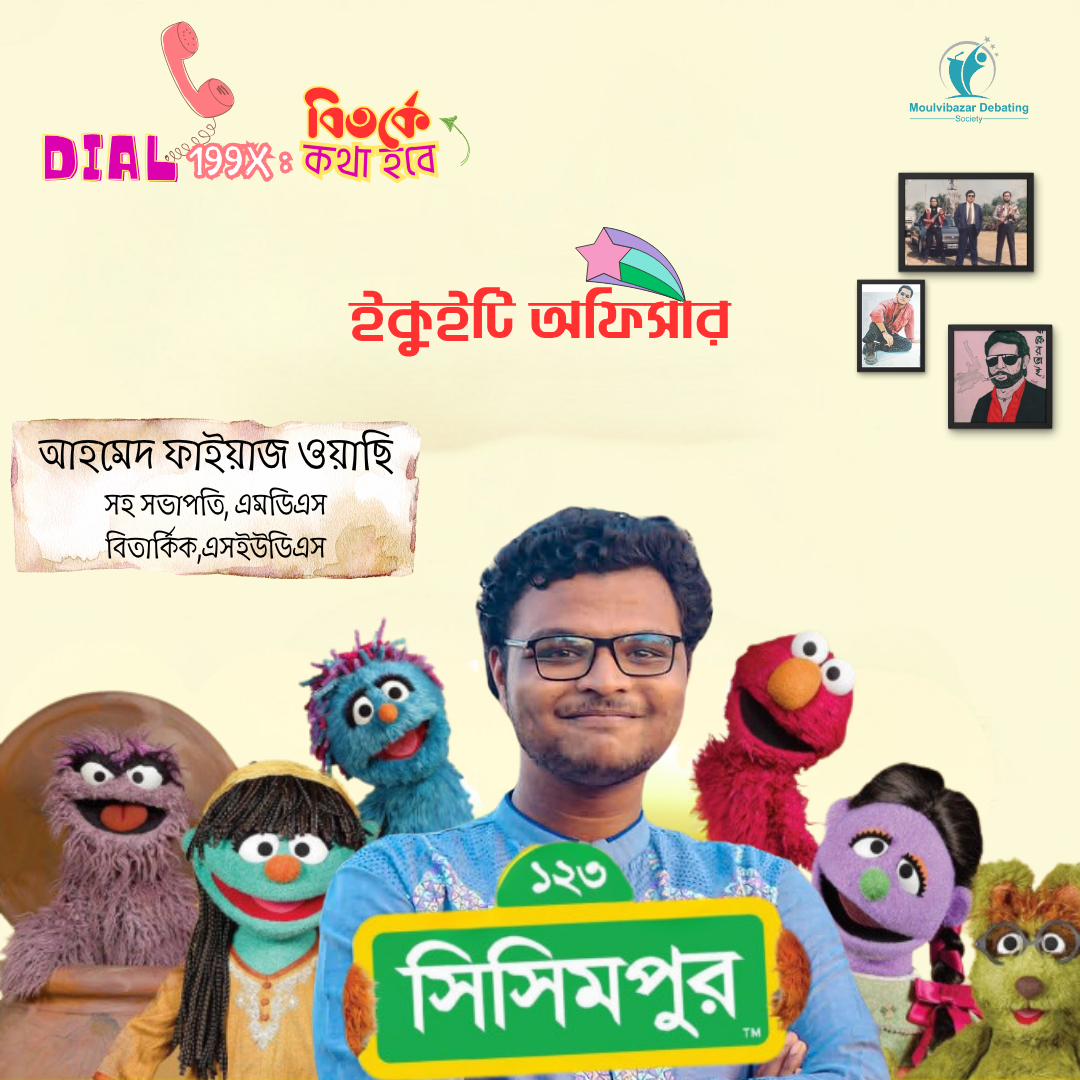 DIAL 199X : বিতর্কে
কথা হবে
Moulvibazar Debating
Society
ইকুইটি অফিসার
আহমেদ ফাইয়াজ ওয়াছি
সহ সভাপতি, এমডিএস
বিতার্কিক,এসইউডিএস
১২৩
সিসিমপুর
TM